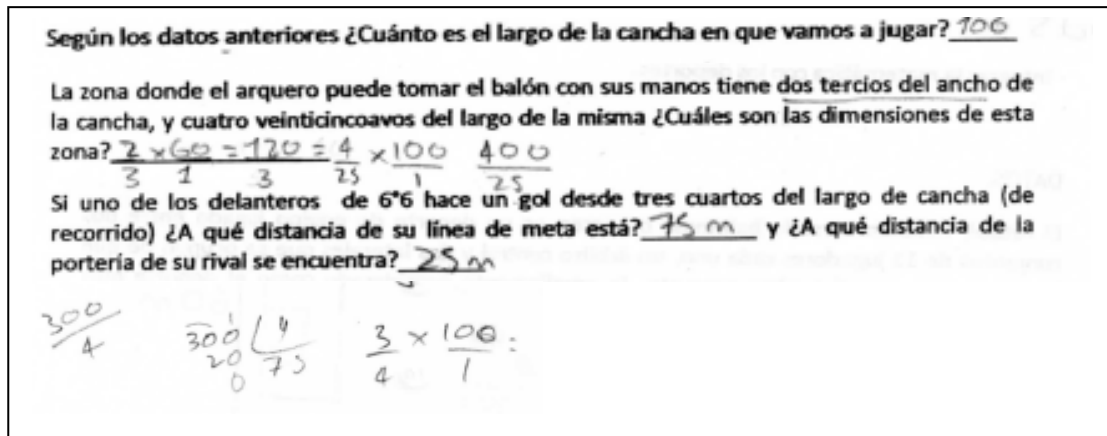 Según los datos anteriores ¿Cuánto es el largo de la cancha en que vamos a jugar? 100
La zona donde el arquero puede tomar el balón con sus manos tiene dos tercios del ancho de
la cancha, y cuatro veinticincoavos del largo de la misma ¿Cuáles son las dimensiones de esta
zona? 2/3 × 60/1 = 120/3 = 4/25 × 100/1 400/25
Si uno de los delanteros de 6°6 hace un gol desde tres cuartos del largo de cancha (de
recorrido) ¿A qué distancia de su línea de meta está? 75 m y ¿A qué distancia de la
portería de su rival se encuentra? 25 m
300/4 300 4 3/4 × 100/1 :
20 75
0